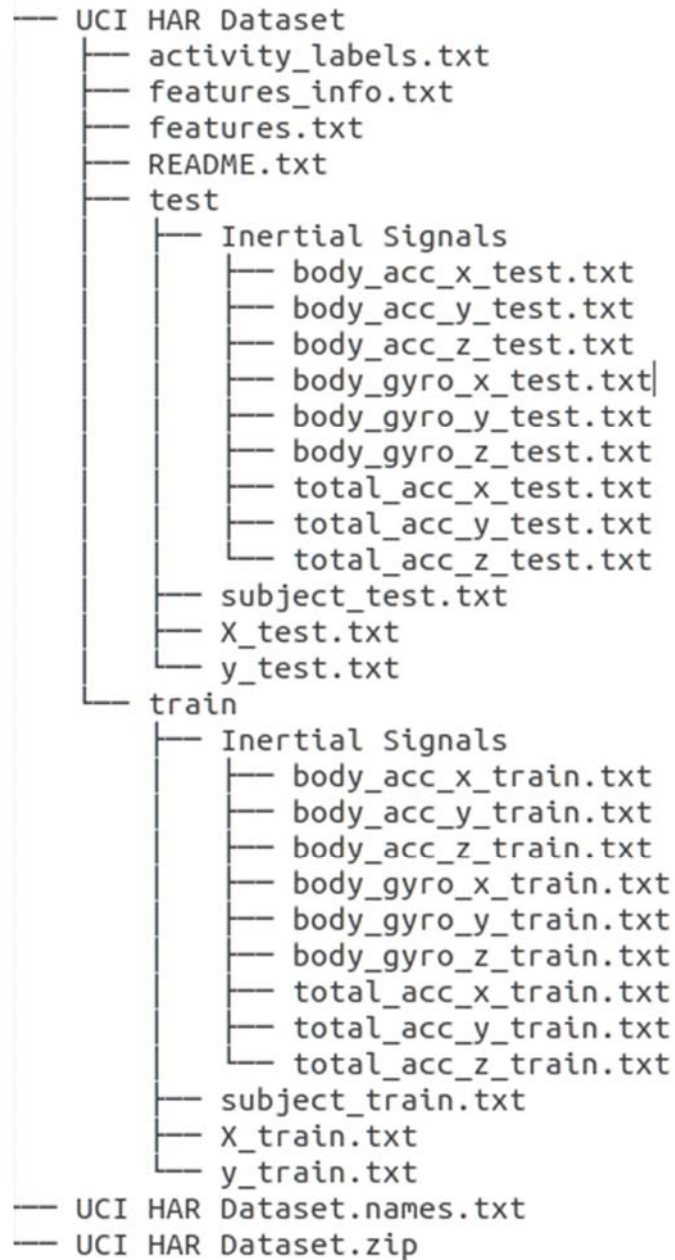 UCI HAR Dataset
activity_labels.txt
features_info.txt
features.txt
README.txt
test
Inertial Signals
body_acc_x_test.txt
body_acc_y_test.txt
body_acc_z_test.txt
body_gyro_x_test.txt
body_gyro_y_test.txt
body_gyro_z_test.txt
total_acc_x_test.txt
total_acc_y_test.txt
total_acc_z_test.txt
subject_test.txt
X_test.txt
y_test.txt
train
Inertial Signals
body_acc_x_train.txt
body_acc_y_train.txt
body_acc_z_train.txt
body_gyro_x_train.txt
body_gyro_y_train.txt
body_gyro_z_train.txt
total_acc_x_train.txt
total_acc_y_train.txt
total_acc_z_train.txt
subject_train.txt
X_train.txt
y_train.txt
UCI HAR Dataset.names.txt
UCI HAR Dataset.zip